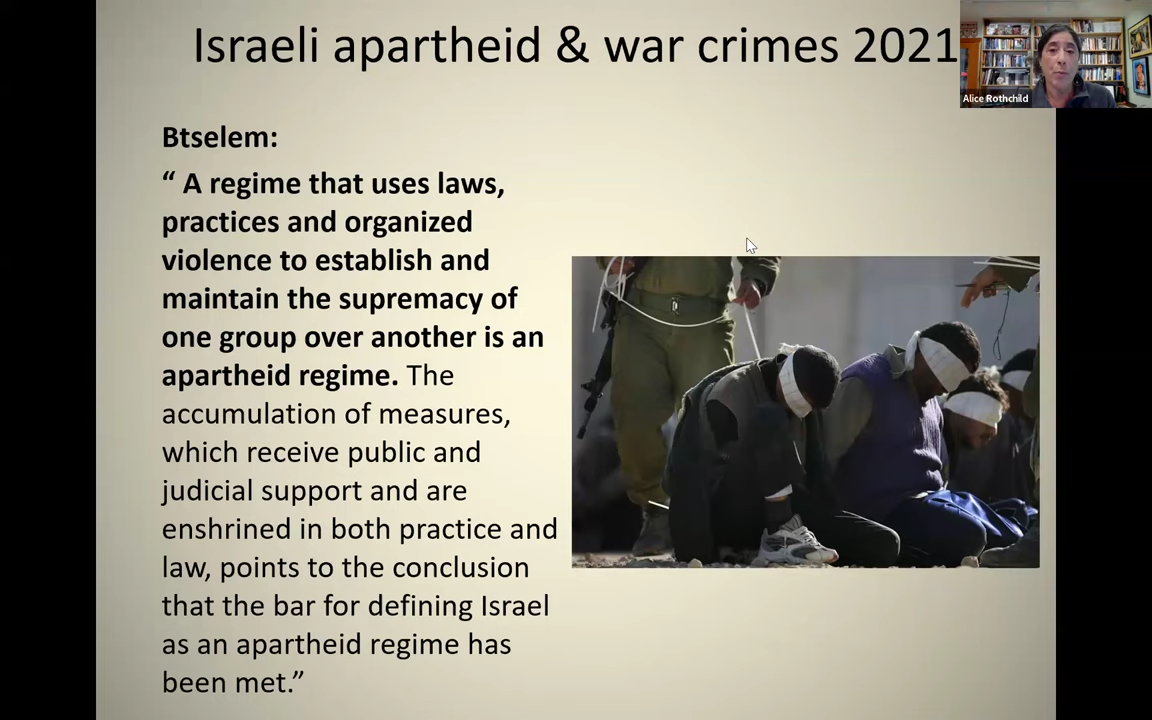 Israeli apartheid & war crimes 2021
Alice Rothchild
Btselem:
“ A regime that uses laws,
practices and organized
violence to establish and
maintain the supremacy of
one group over another is an
apartheid regime. The
accumulation of measures,
which receive public and
judicial support and are
enshrined in both practice and
law, points to the conclusion
that the bar for defining Israel
as an apartheid regime has
been met.”